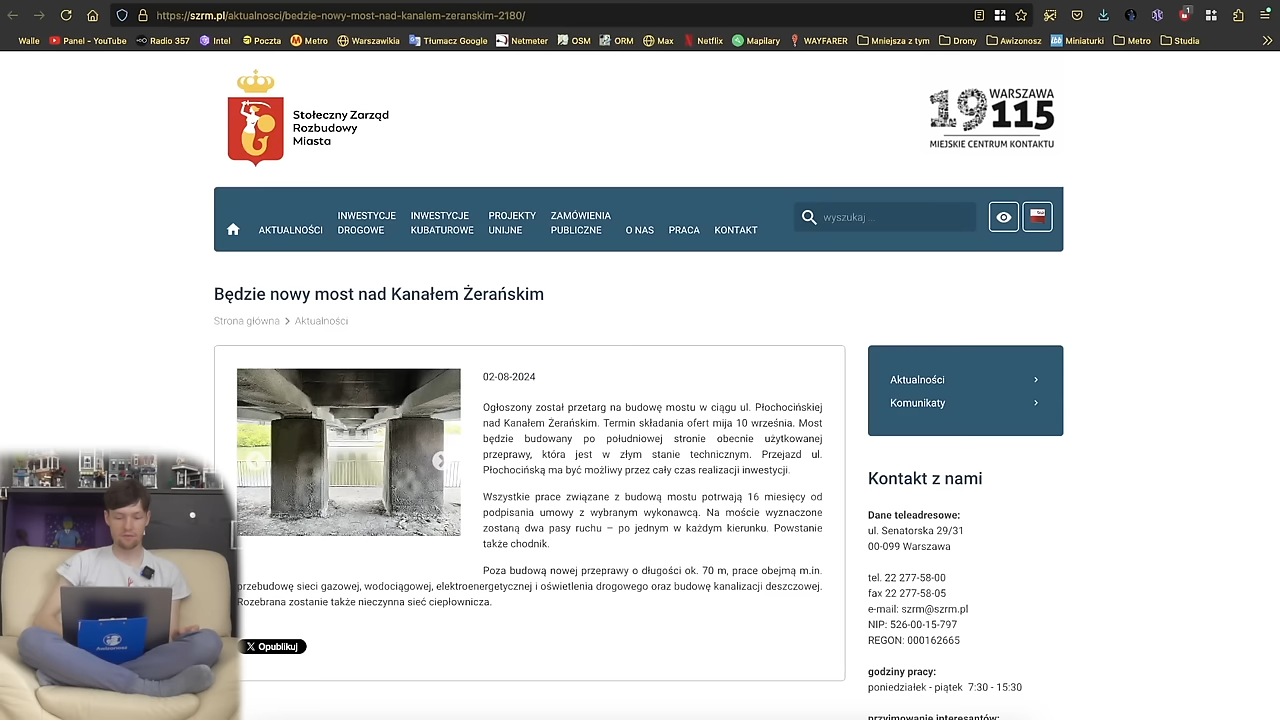 https://szrm.pl/aktualnosci/bedzie-nowy-most-nad-kanalem-zeranskim-2180/
Walle Panel - YouTube Radio 357 Intel Poczta Metro Warszawikia Tłumacz Google Netmeter OSM ORM Max Netflix Mapilary WAYFARER Mniejsza z tym Drony Awizonosz Miniaturki Metro Studia
Stołeczny Zarząd
Rozbudowy
Miasta
WARSZAWA
19115
MIEJSKIE CENTRUM KONTAKTU
AKTUALNOŚCI INWESTYCJE DROGOWE INWESTYCJE KUBATUROWE PROJEKTY UNIJNE ZAMÓWIENIA PUBLICZNE O NAS PRACA KONTAKT wyszukaj ...
Będzie nowy most nad Kanałem Żerańskim
Strona główna > Aktualności
02-08-2024
Ogłoszony został przetarg na budowę mostu w ciągu ul. Płochocińskiej
nad Kanałem Żerańskim. Termin składania ofert mija 10 września. Most
będzie budowany po południowej stronie obecnie użytkowanej
przeprawy, która jest w złym stanie technicznym. Przejazd ul.
Płochocińską ma być możliwy przez cały czas realizacji inwestycji.
Wszystkie prace związane z budową mostu potrwają 16 miesięcy od
podpisania umowy z wybranym wykonawcą. Na moście wyznaczone
zostaną dwa pasy ruchu – po jednym w każdym kierunku. Powstanie
także chodnik.
Poza budową nowej przeprawy o długości ok. 70 m, prace obejmą m.in.
przebudowę sieci gazowej, wodociągowej, elektroenergetycznej i oświetlenia drogowego oraz budowę kanalizacji deszczowej.
Rozebrana zostanie także nieczynna sieć ciepłownicza.
X Opublikuj
Aktualności
Komunikaty
Kontakt z nami
Dane teleadresowe:
ul. Senatorska 29/31
00-099 Warszawa
tel. 22 277-58-00
fax 22 277-58-05
e-mail: szrm@szrm.pl
NIP: 526-00-15-797
REGON: 000162665
godziny pracy:
poniedziałek - piątek 7:30 - 15:30
przyjmowanie interesantów:
Awizonosz